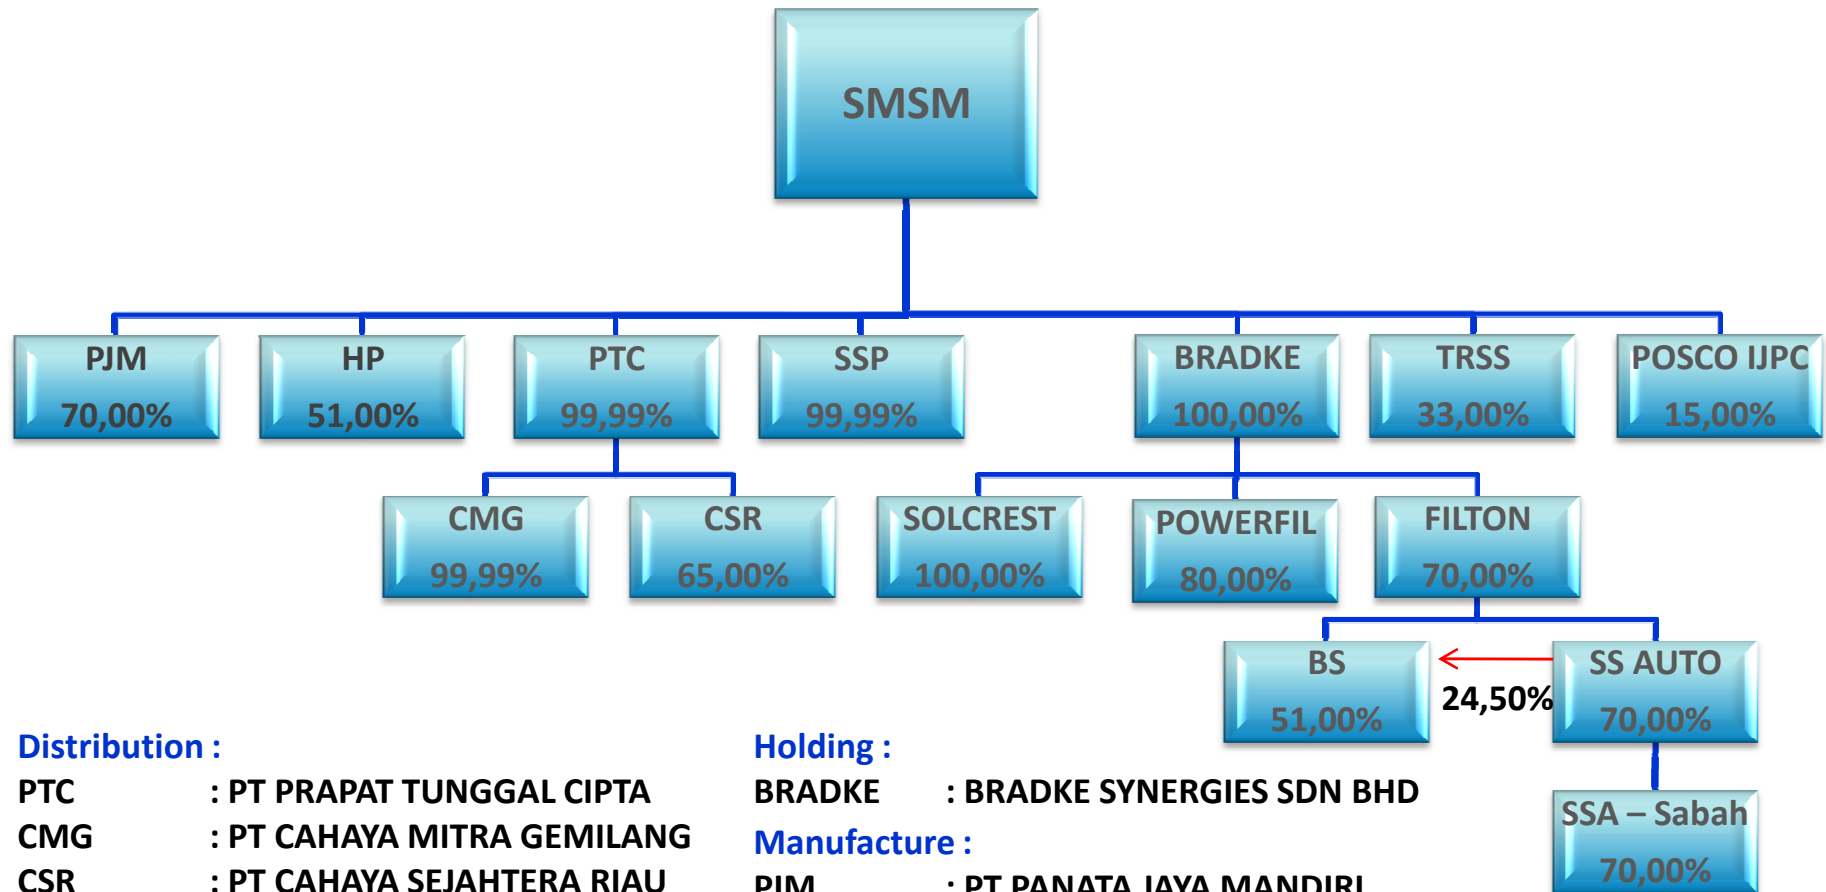 SMSM
PJM
70,00%
HP
51,00%
PTC
99,99%
SSP
99,99%
BRADKE
100,00%
TRSS
33,00%
POSCO IJPC
15,00%
CMG
99,99%
CSR
65,00%
SOLCREST
100,00%
POWERFIL
80,00%
FILTON
70,00%
BS
51,00%
24,50%
SS AUTO
70,00%
SSA – Sabah
70,00%
Distribution :
PTC : PT PRAPAT TUNGGAL CIPTA
CMG : PT CAHAYA MITRA GEMILANG
CSR : PT CAHAYA SEJAHTERA RIAU
Holding :
BRADKE : BRADKE SYNERGIES SDN BHD
Manufacture :
PJM : PT PANATA JAYA MANDIRI